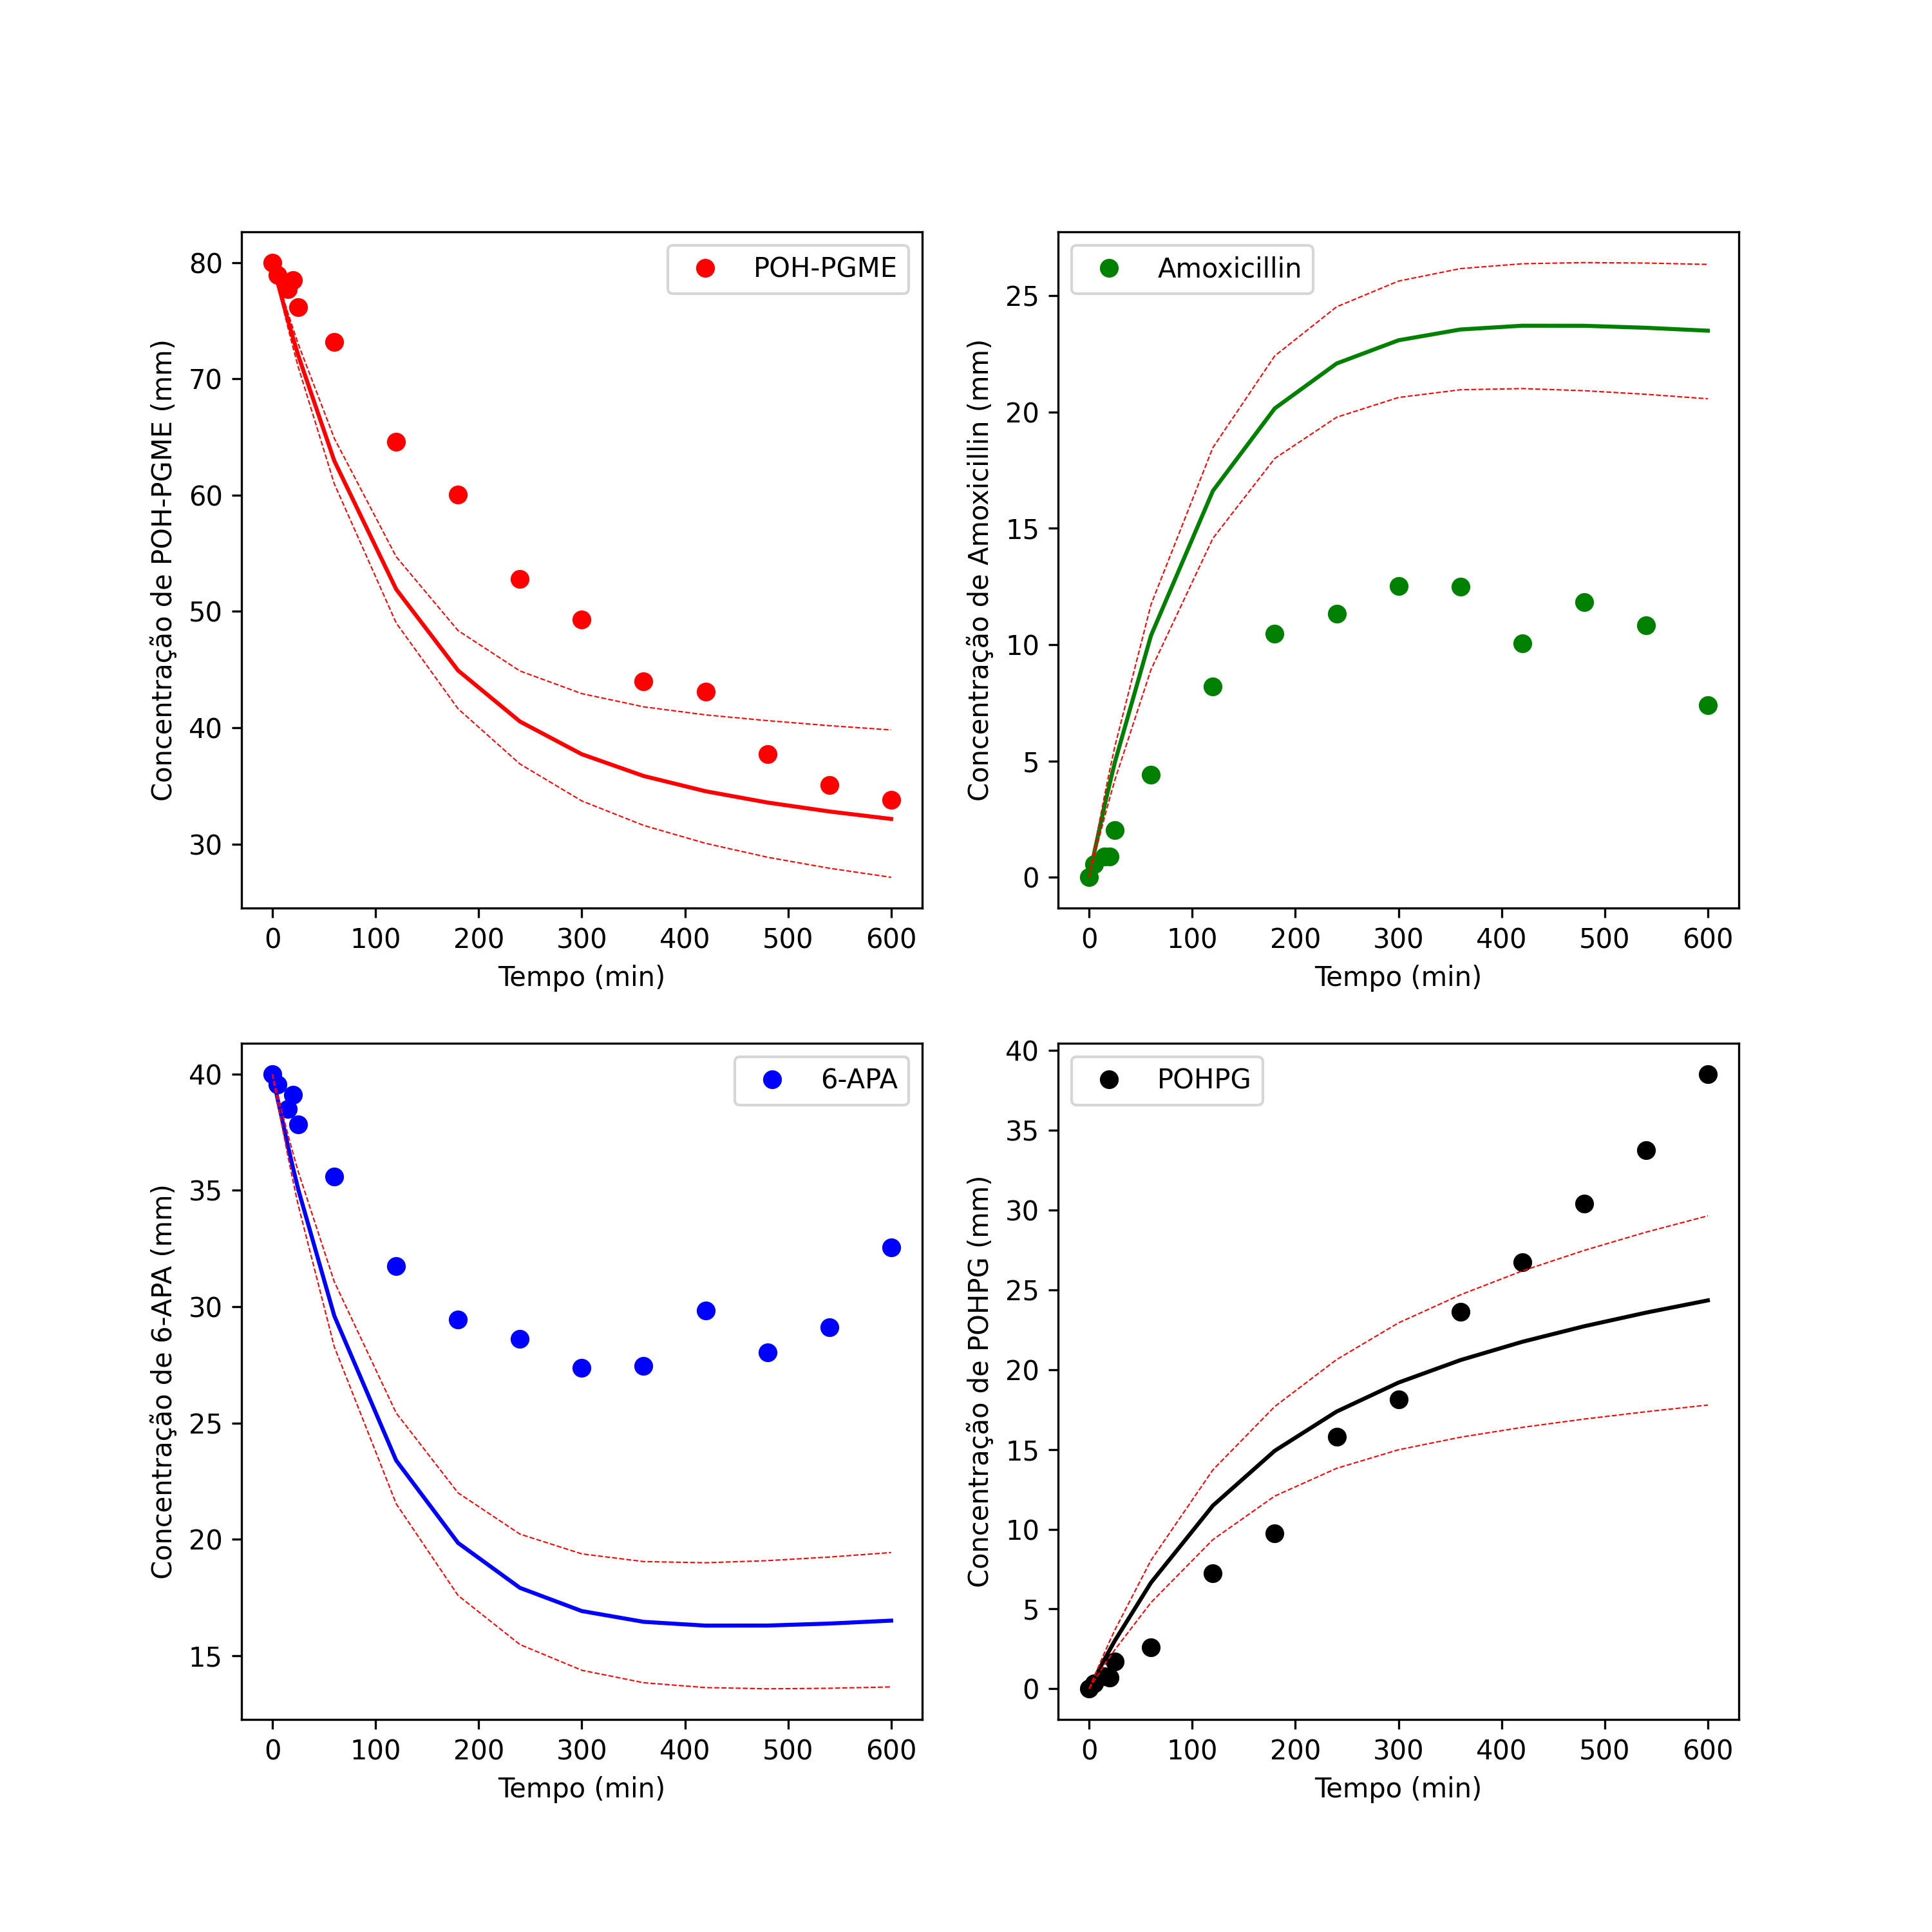 POH-PGME
80
70
60
50
40
30
Concentração de POH-PGME (mm)
0 100 200 300 400 500 600
Tempo (min)
Amoxicillin
25
20
15
10
5
0
Concentração de Amoxicillin (mm)
0 100 200 300 400 500 600
Tempo (min)
6-APA
40
35
30
25
20
15
Concentração de 6-APA (mm)
0 100 200 300 400 500 600
Tempo (min)
POHPG
40
35
30
25
20
15
10
5
0
Concentração de POHPG (mm)
0 100 200 300 400 500 600
Tempo (min)